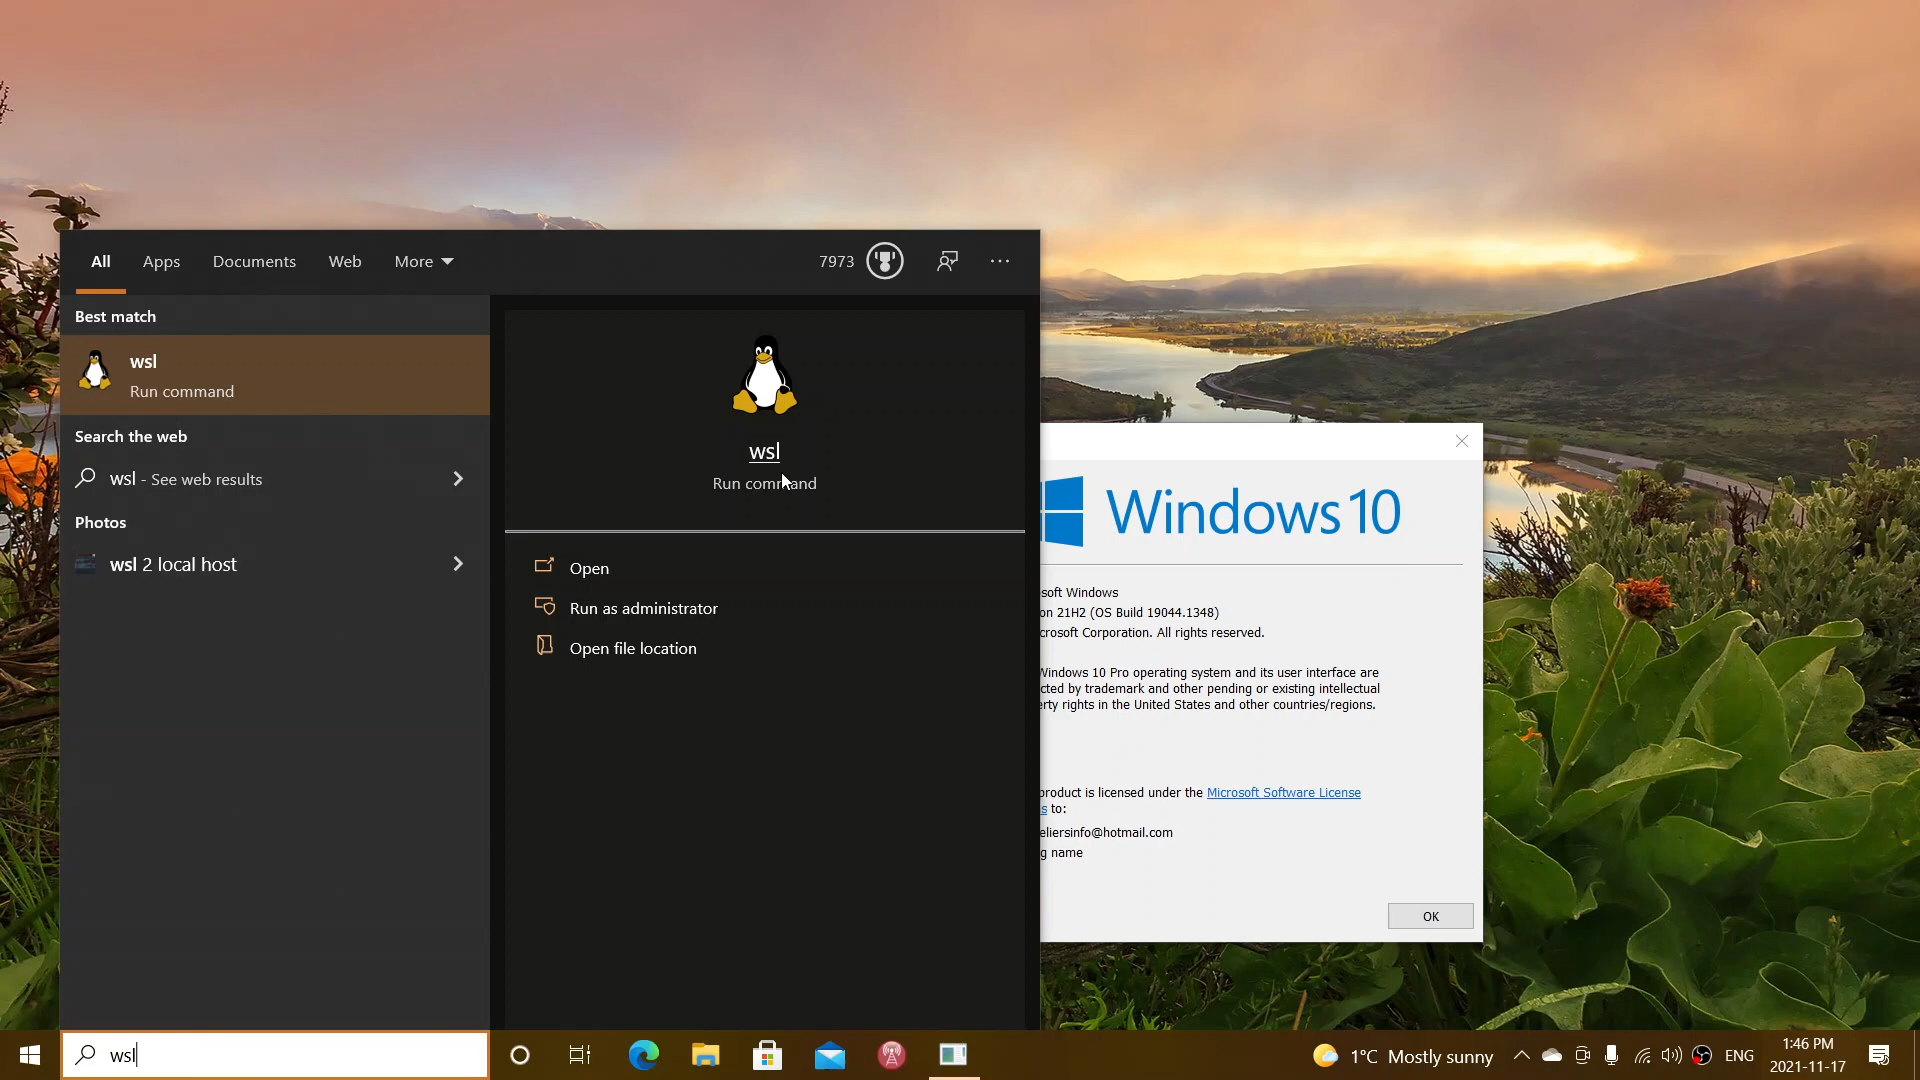 All
Apps
Documents
Web
More
7973
Best match
wsl
Run command
Search the web
wsl - See web results
Photos
wsl 2 local host
wsl
Run command
Open
Run as administrator
Open file location
Windows 10
soft Windows
on 21H2 (OS Build 19044.1348)
crosoft Corporation. All rights reserved.
Windows 10 Pro operating system and its user interface are
cted by trademark and other pending or existing intellectual
erty rights in the United States and other countries/regions.
product is licensed under the Microsoft Software License
s to:
eliersinfo@hotmail.com
g name
OK
wsl
1°C Mostly sunny
ENG
1:46 PM
2021-11-17